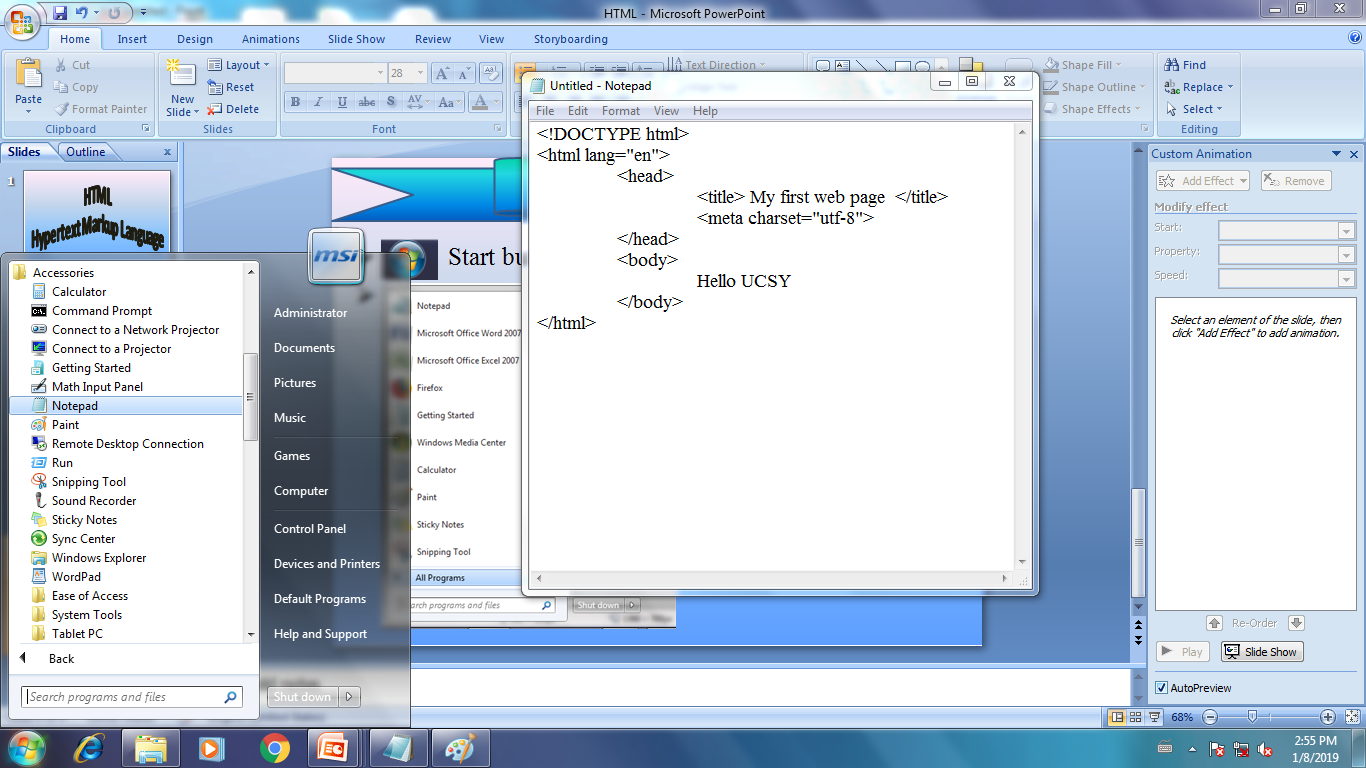 HTML - Microsoft PowerPoint
Home Insert Design Animations Slide Show Review View Storyboarding
Paste
Cut
Copy
Format Painter
Clipboard
New Slide
Layout
Reset
Delete
Slides
28
B I U abc S AV Aa A
Font
Text Direction
Shape Fill
Shape Outline
Shape Effects
Find
Replace
Select
Editing
Slides Outline
1
HTML
Hypertext Markup Language
Start bu
Untitled - Notepad
File Edit Format View Help
<!DOCTYPE html>
<html lang="en">
<head>
<title> My first web page </title>
<meta charset="utf-8">
</head>
<body>
Hello UCSY
</body>
</html>
Custom Animation
Add Effect Remove
Modify effect
Start:
Property:
Speed:
Select an element of the slide, then
click "Add Effect" to add animation.
Re-Order
Play Slide Show
AutoPreview
68%
msi
Accessories
Calculator
Command Prompt
Connect to a Network Projector
Connect to a Projector
Getting Started
Math Input Panel
Notepad
Paint
Remote Desktop Connection
Run
Snipping Tool
Sound Recorder
Sticky Notes
Sync Center
Windows Explorer
WordPad
Ease of Access
System Tools
Tablet PC
Back
Search programs and files
Administrator
Documents
Pictures
Music
Games
Computer
Control Panel
Devices and Printers
Default Programs
Help and Support
Shut down
Notepad
Microsoft Office Word 2007
Microsoft Office Excel 2007
Firefox
Getting Started
Windows Media Center
Calculator
Paint
Sticky Notes
Snipping Tool
All Programs
programs and files
Shut down
2:55 PM
1/8/2019